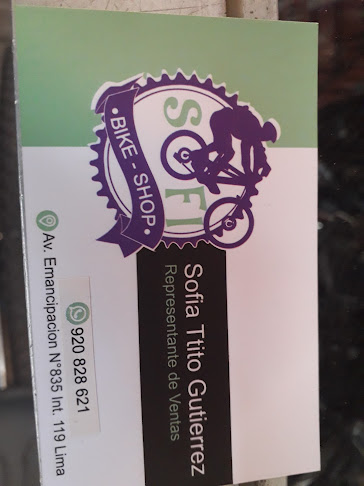 SOFI
• BIKE - SHOP •
Sofia Ttito Gutierrez
Representante de Ventas
920 828 621
Av. Emancipacion N°835 Int. 119 Lima